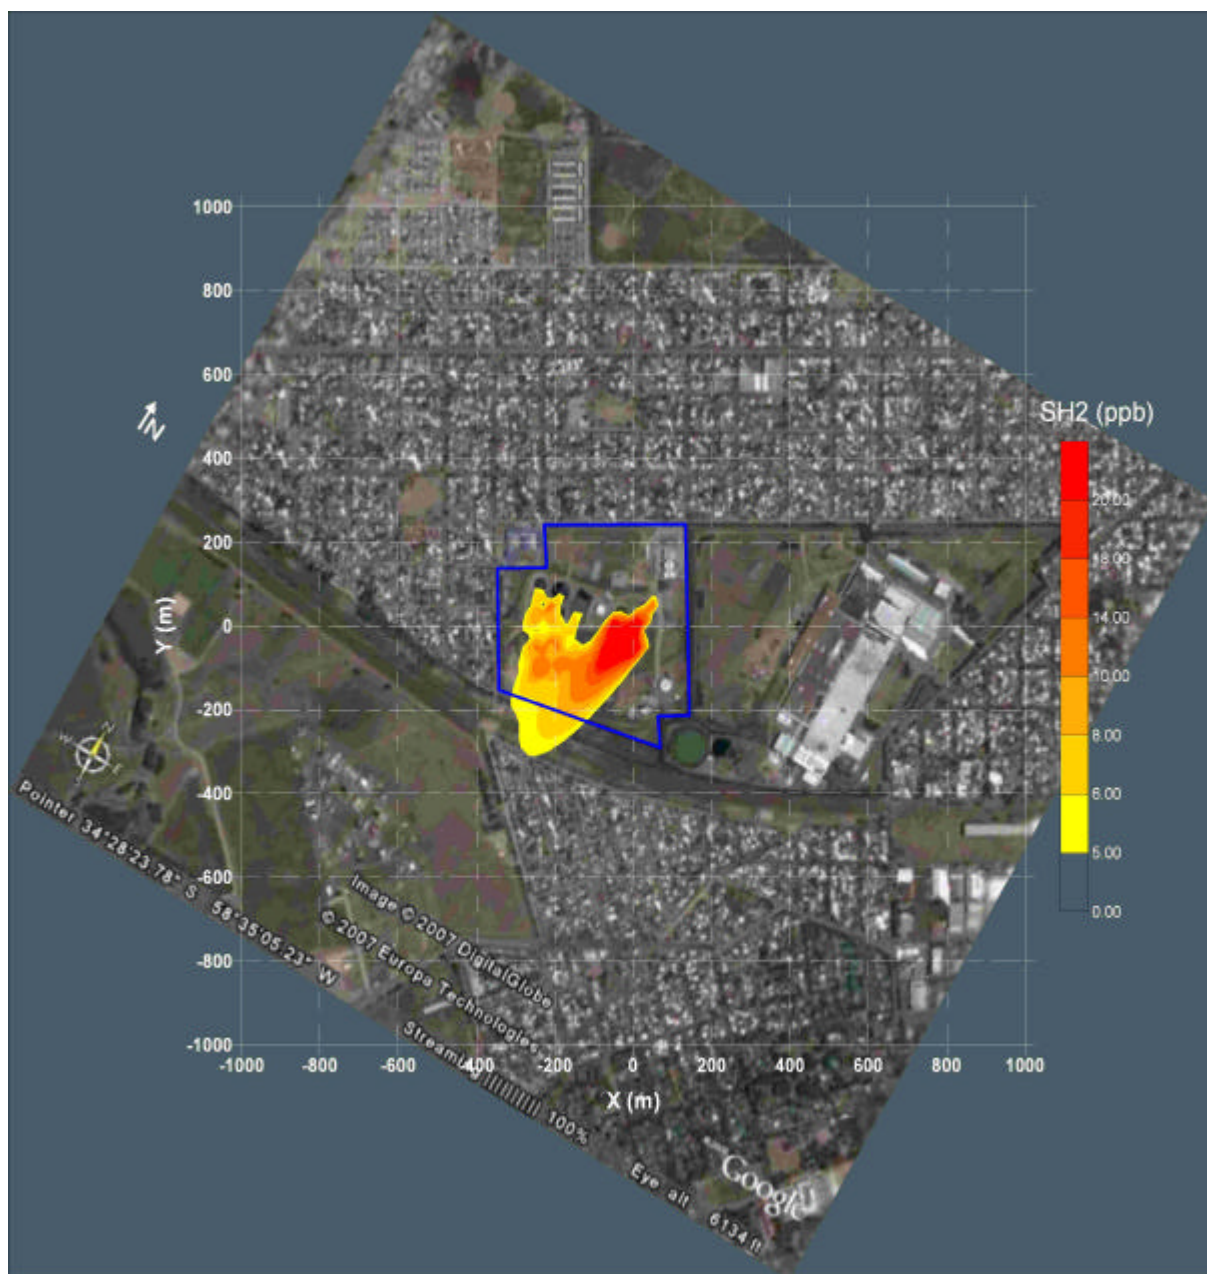 1000
800
600
400
200
0
-200
-400
-600
-800
-1000
Y (m)
-1000
-800
-600
-400
-200
0
200
400
600
800
1000
X (m)
N
SH2 (ppb)
20.00
18.00
14.00
10.00
8.00
6.00
5.00
0.00
N
W
E
Pointer 34°28'23.78" S 58°35'05.23" W
Image © 2007 DigitalGlobe
© 2007 Europa Technologies
Streaming |||||||||| 100%
Eye alt 6134 ft
Google